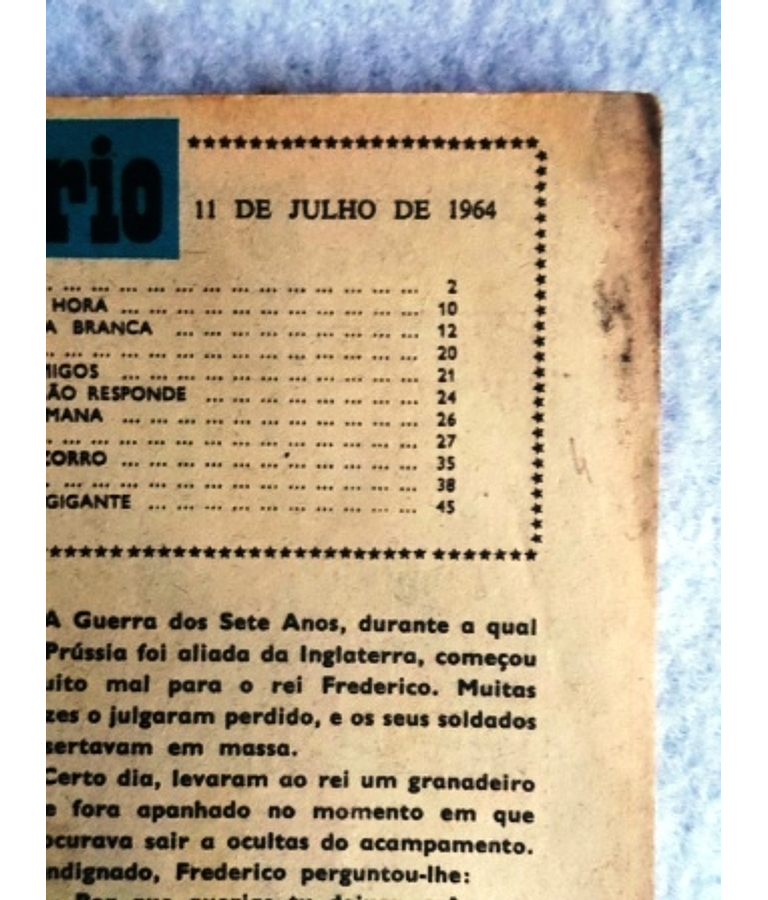 rio
11 DE JULHO DE 1964
... ... ... ... ... ... ... ... ... ... ... ... ... 2
HORA ... ... ... ... ... ... ... ... ... ... ... 10
A BRANCA ... ... ... ... ... ... ... ... ... 12
... ... ... ... ... ... ... ... ... ... ... ... ... 20
MIGOS ... ... ... ... ... ... ... ... ... ... ... 21
ÃO RESPONDE ... ... ... ... ... ... ... ... 24
MANA ... ... ... ... ... ... ... ... ... ... ... 26
... ... ... ... ... ... ... ... ... ... ... ... ... 27
ZORRO ... ... ... ... ... ... ... ... ... ... ... 35
... ... ... ... ... ... ... ... ... ... ... ... ... 38
GIGANTE ... ... ... ... ... ... ... ... ... ... 45
A Guerra dos Sete Anos, durante a qual
Prússia foi aliada da Inglaterra, começou
uito mal para o rei Frederico. Muitas
zes o julgaram perdido, e os seus soldados
sertavam em massa.
Certo dia, levaram ao rei um granadeiro
e fora apanhado no momento em que
ocurava sair a ocultas do acampamento.
ndignado, Frederico perguntou-lhe: